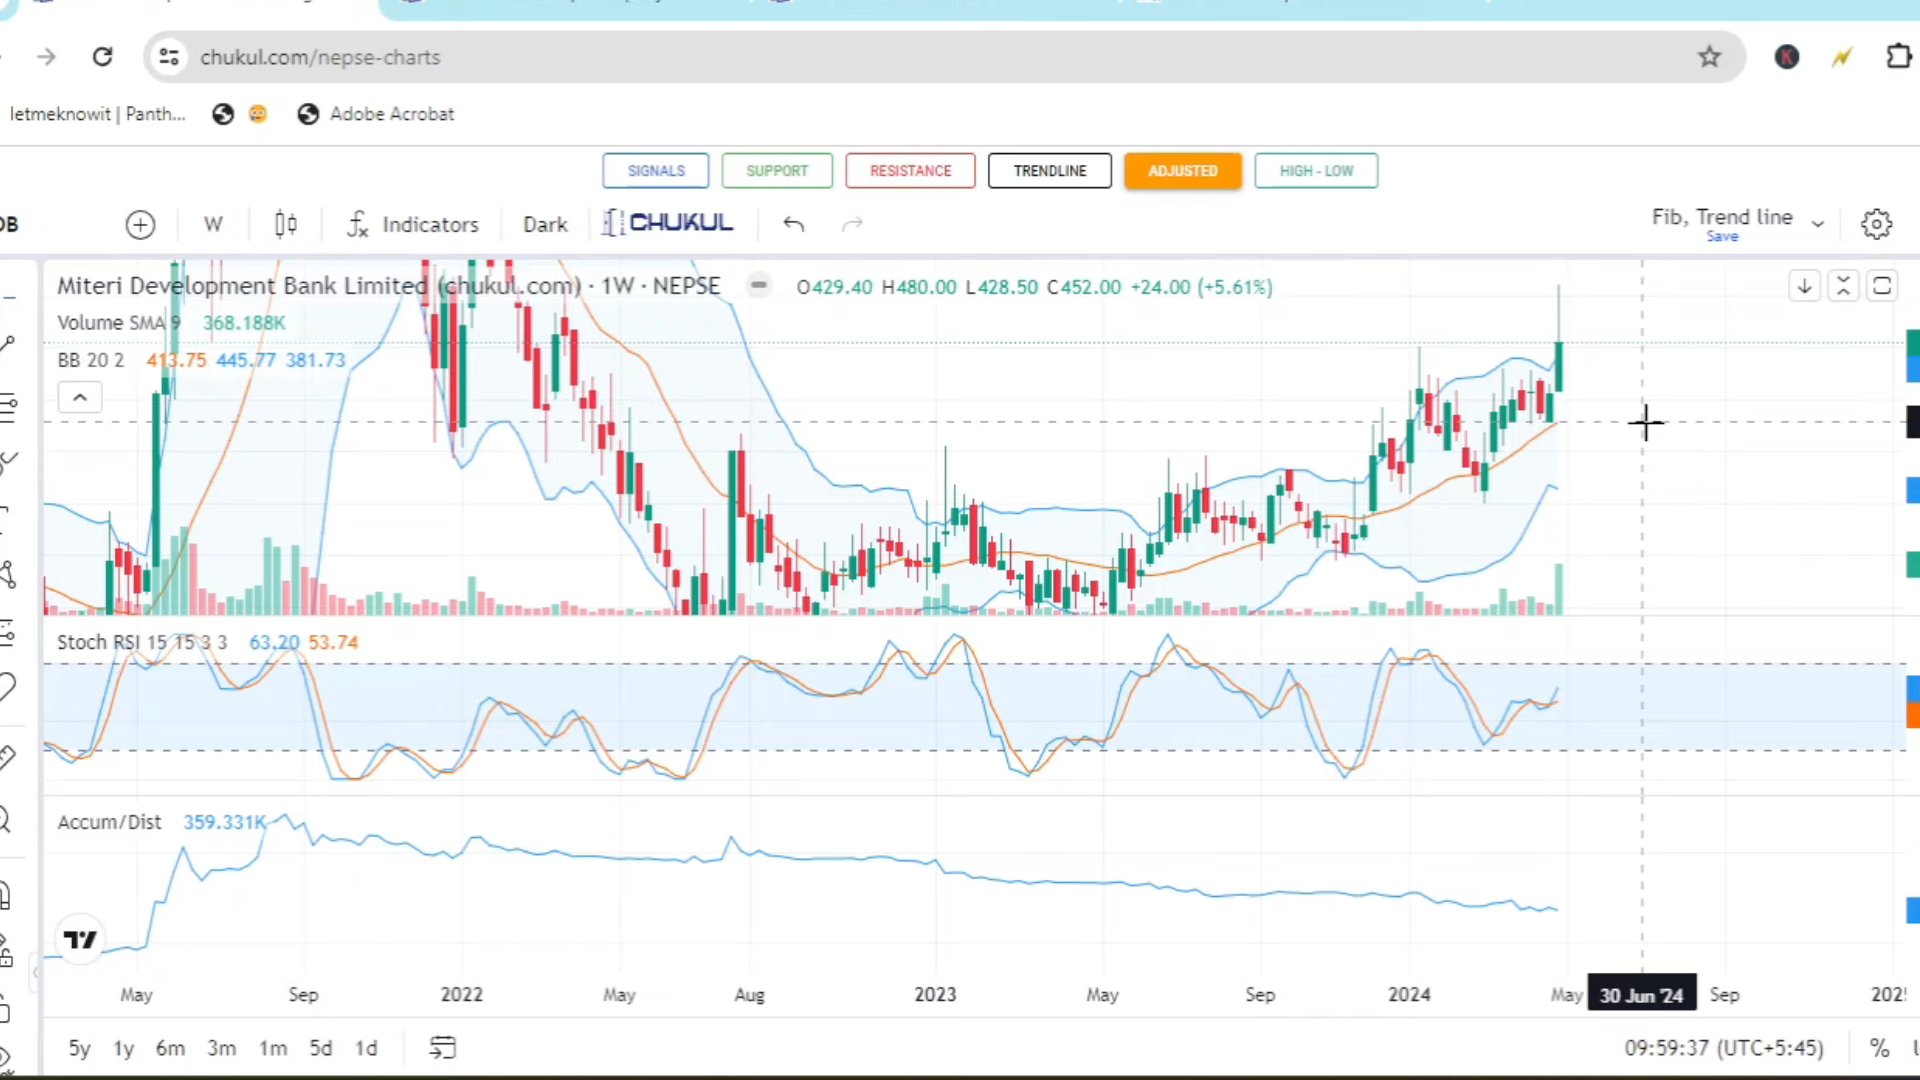 chukul.com/nepse-charts
letmeknowit | Panth...
Adobe Acrobat
SIGNALS
SUPPORT
RESISTANCE
TRENDLINE
ADJUSTED
HIGH - LOW
W
Indicators
Dark
CHUKUL
Fib, Trend line
Save
Miteri Development Bank Limited (chukul.com) · 1W · NEPSE
O429.40 H480.00 L428.50 C452.00 +24.00 (+5.61%)
Volume SMA 9 368.188K
BB 20 2 413.75 445.77 381.73
Stoch RSI 15 15 3 3 63.20 53.74
Accum/Dist 359.331K
May Sep 2022 May Aug 2023 May Sep 2024 May 30 Jun '24 Sep
5y 1y 6m 3m 1m 5d 1d
09:59:37 (UTC+5:45) %